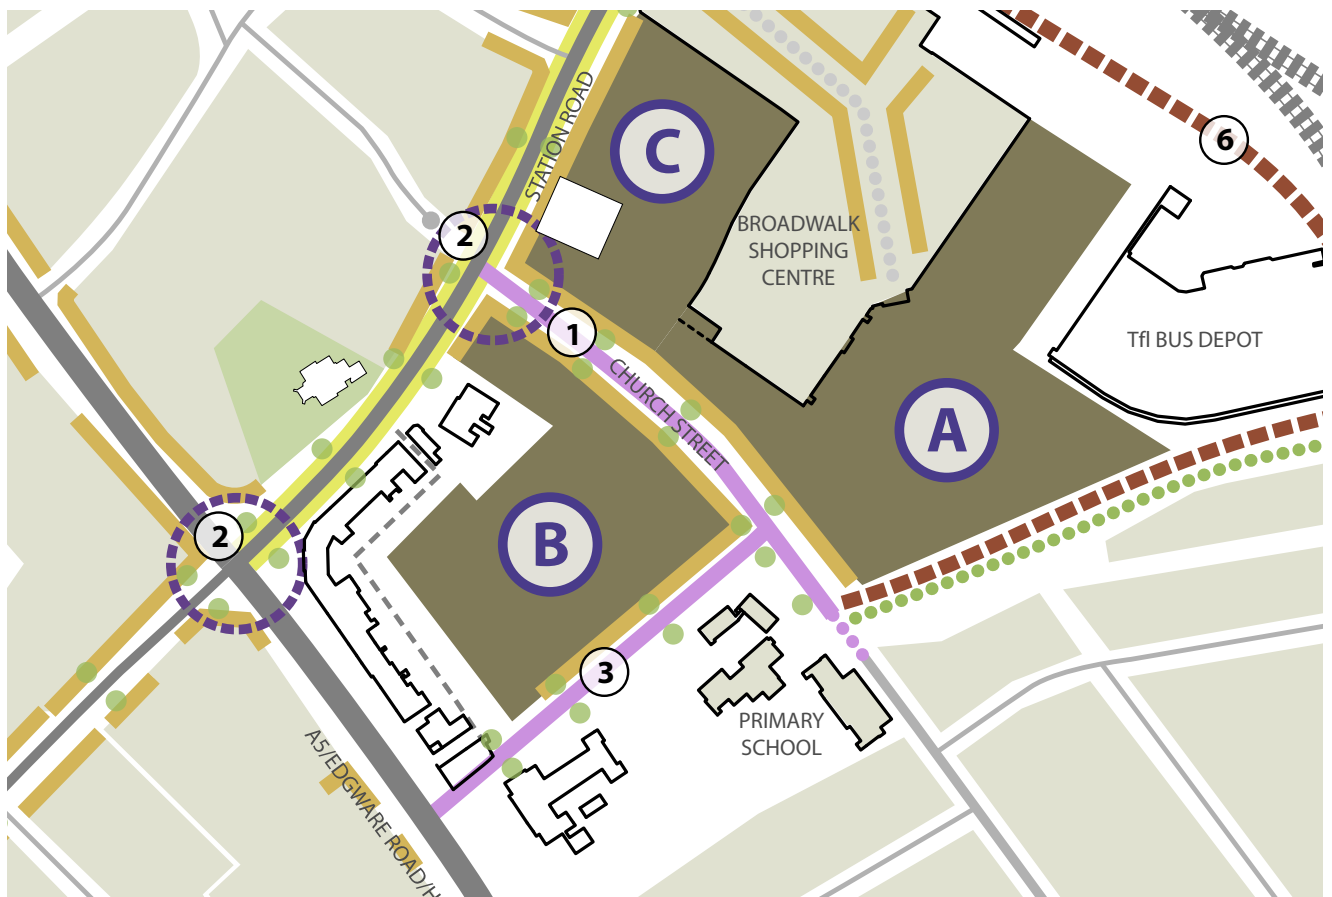 STATION ROAD
C
6
2
BROADWALK
SHOPPING
CENTRE
1
TfI BUS DEPOT
CHURCH STREET
A
2
B
3
PRIMARY
SCHOOL
A5/EDGWARE ROAD/H